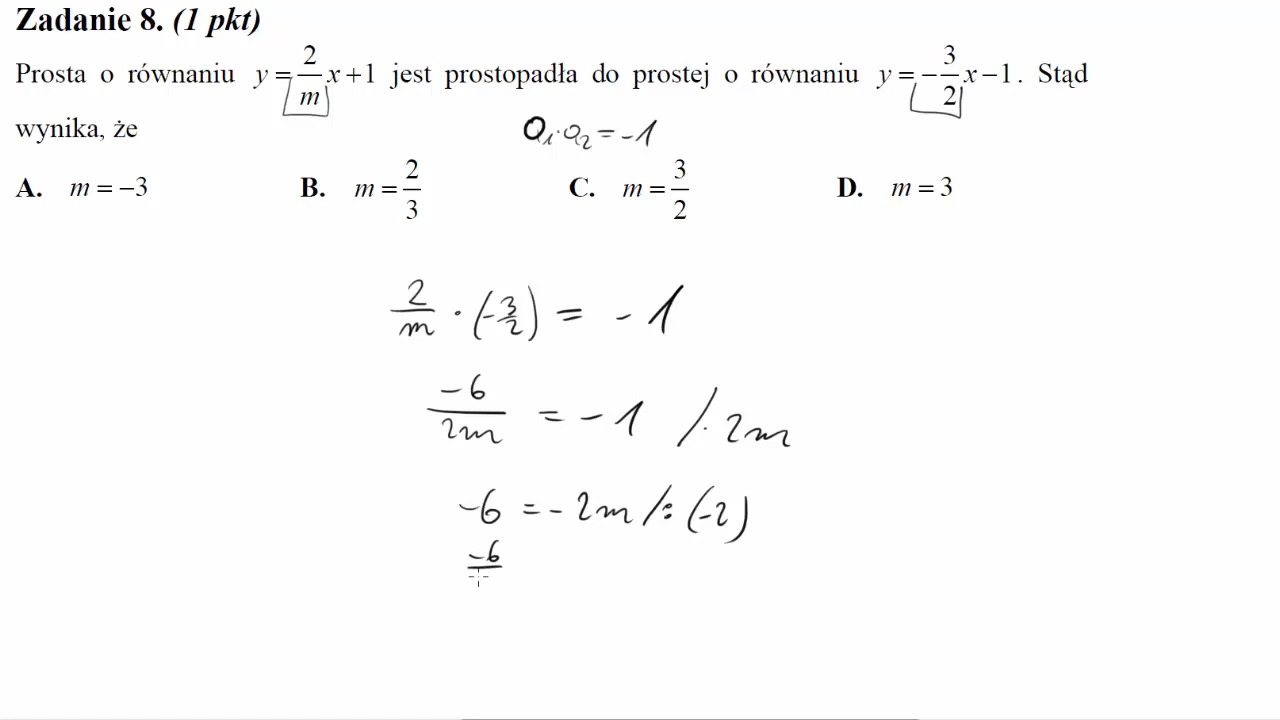 Zadanie 8. (1 pkt)
Prosta o równaniu y = 2/m x + 1 jest prostopadła do prostej o równaniu y = -3/2 x - 1. Stąd
wynika, że
a₁·a₂ = -1
A. m = -3 B. m = 2/3 C. m = 3/2 D. m = 3
2/m · (-3/2) = -1
-6/2m = -1 /· 2m
-6 = -2m /: (-2)
-6